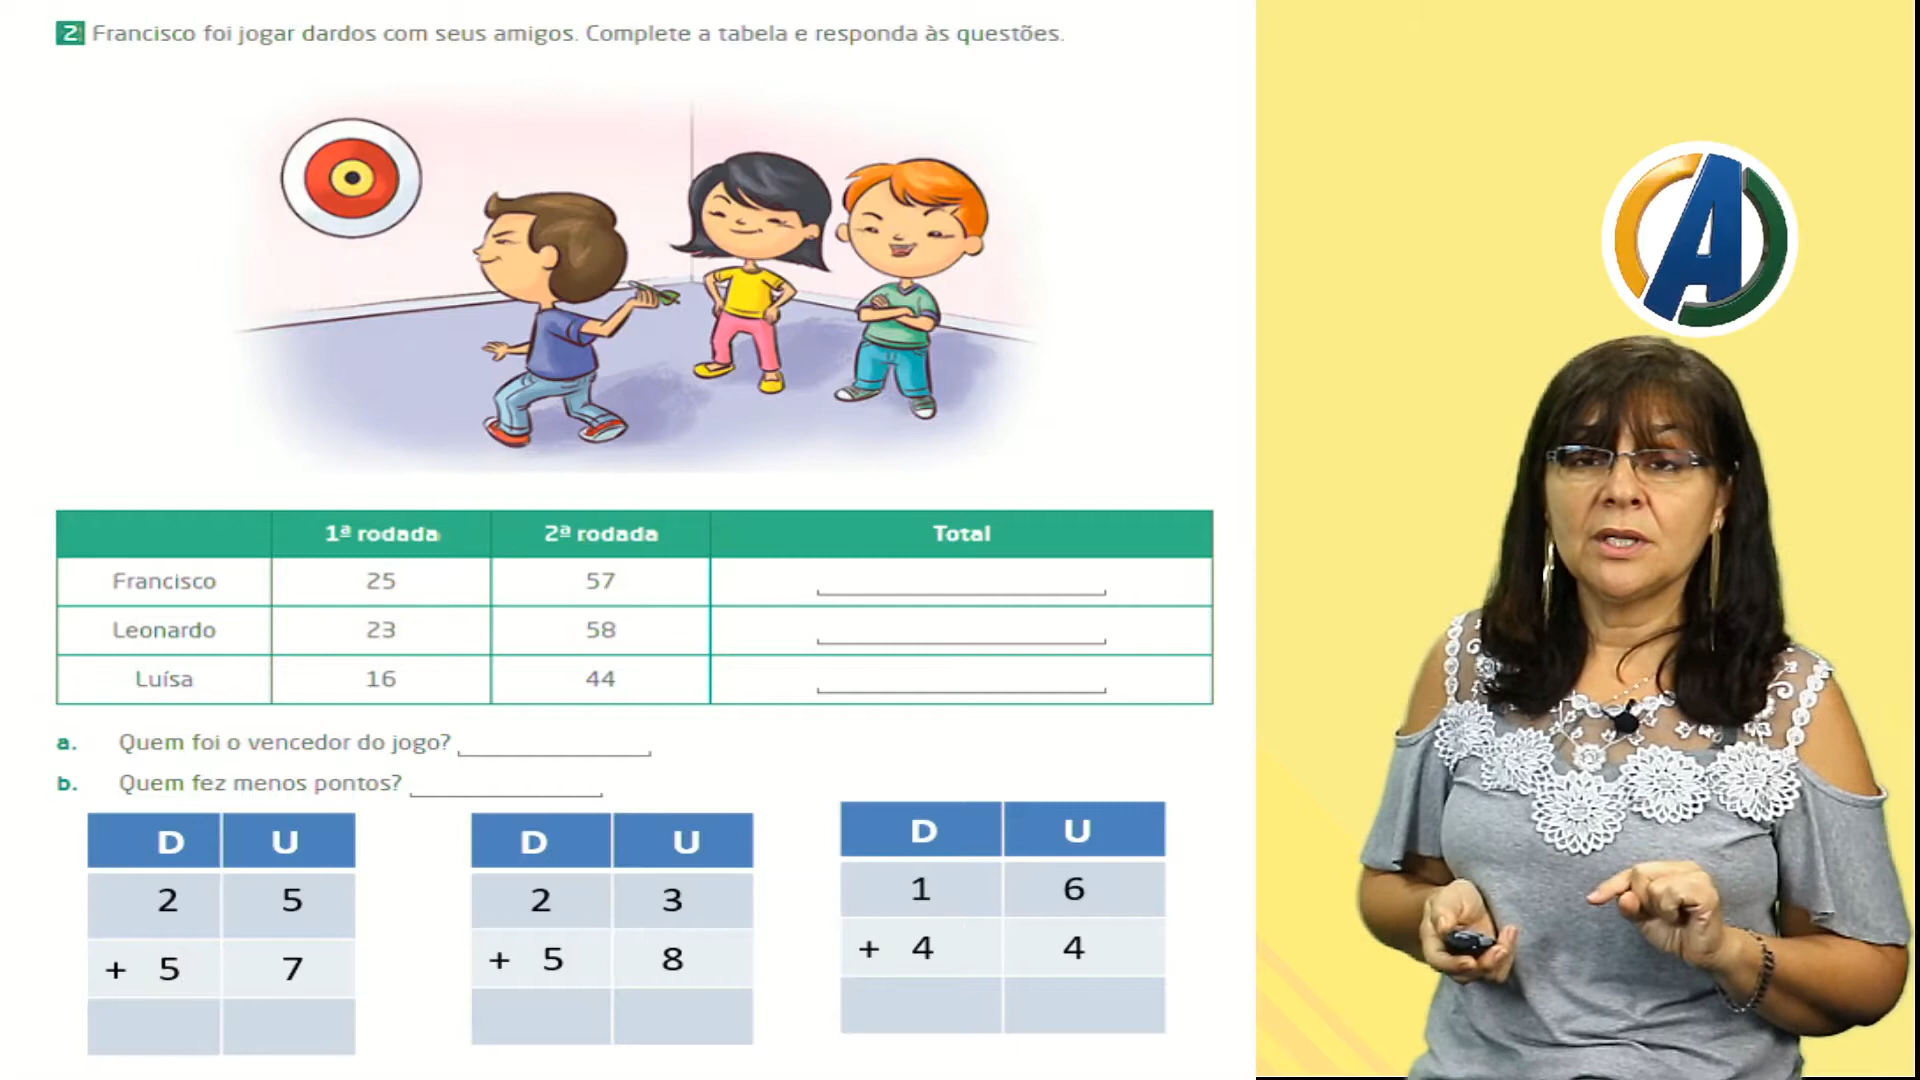 2 Francisco foi jogar dardos com seus amigos. Complete a tabela e responda às questões.
1ª rodada 2ª rodada Total
Francisco 25 57
Leonardo 23 58
Luísa 16 44
a. Quem foi o vencedor do jogo?
b. Quem fez menos pontos?
D U
2 5
+ 5 7
D U
2 3
+ 5 8
D U
1 6
+ 4 4
A